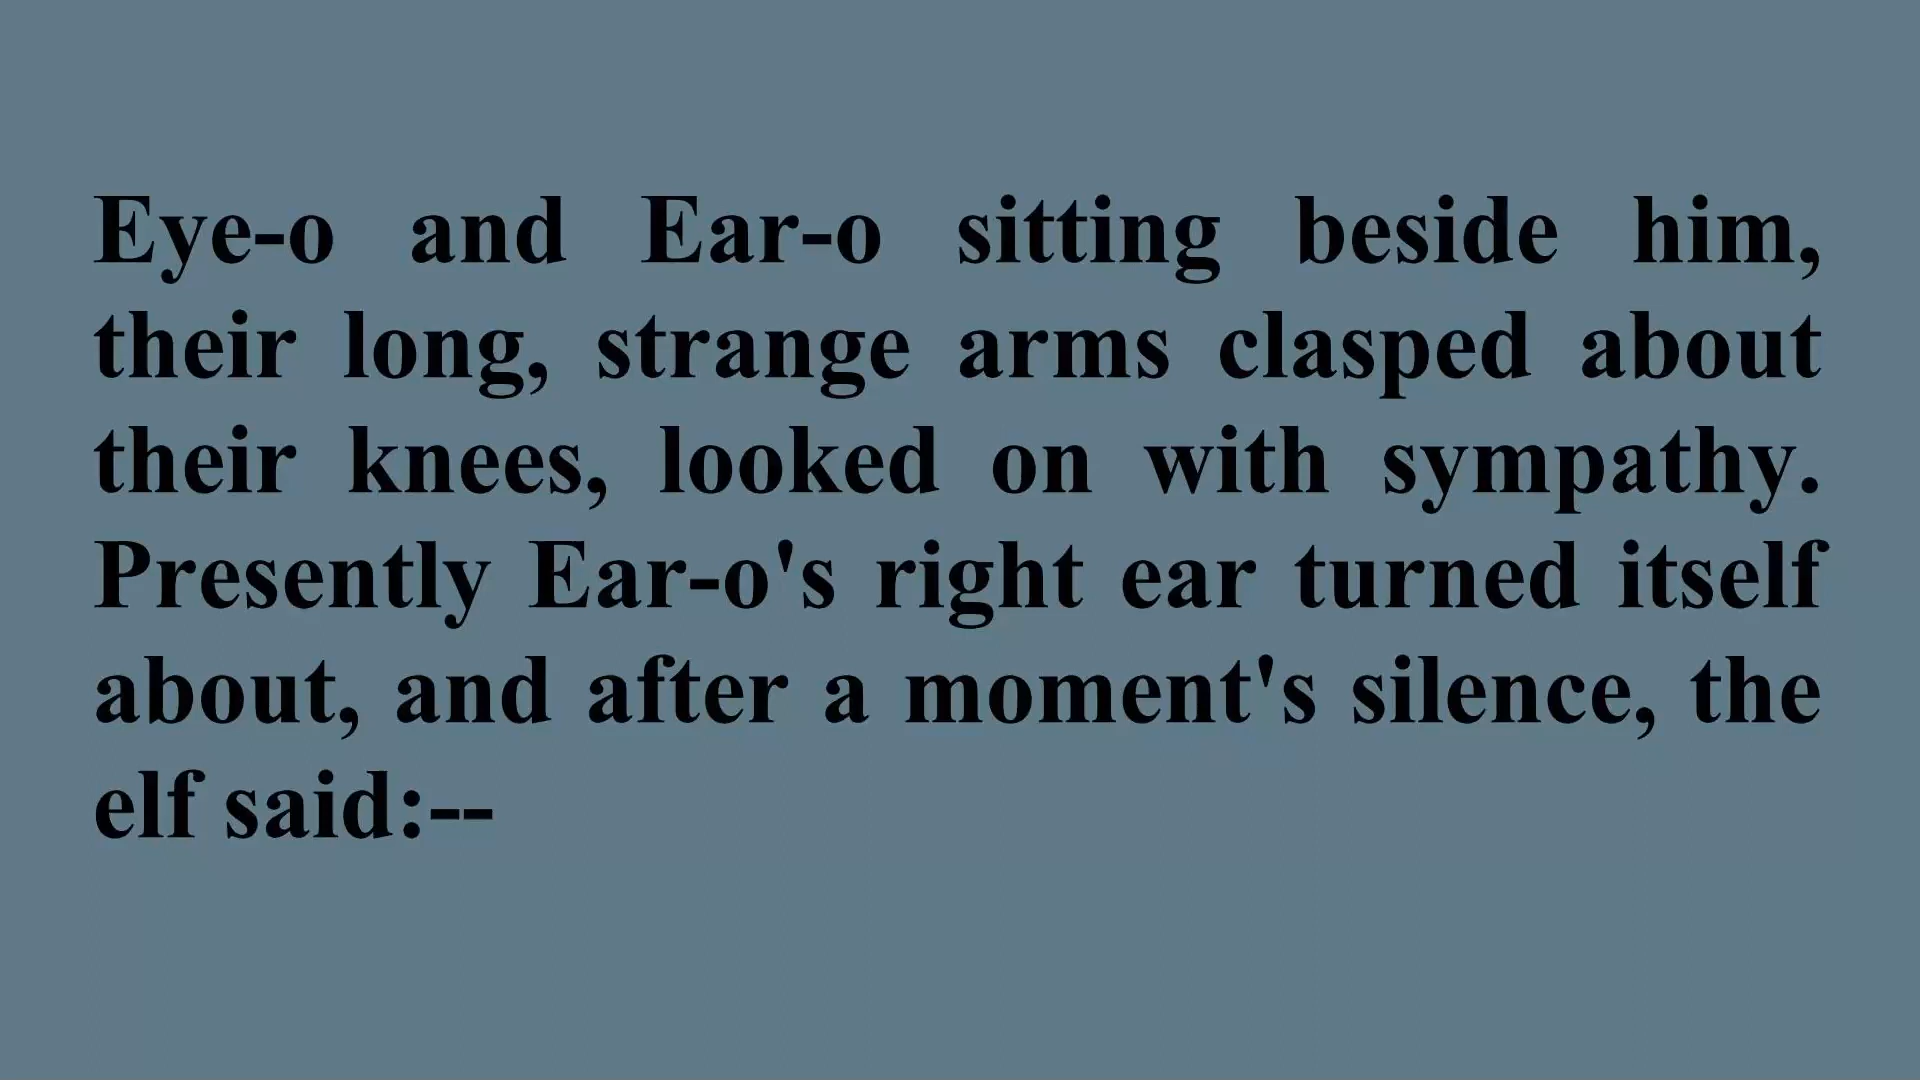 Eye-o and Ear-o sitting beside him,
their long, strange arms clasped about
their knees, looked on with sympathy.
Presently Ear-o's right ear turned itself
about, and after a moment's silence, the
elf said:--